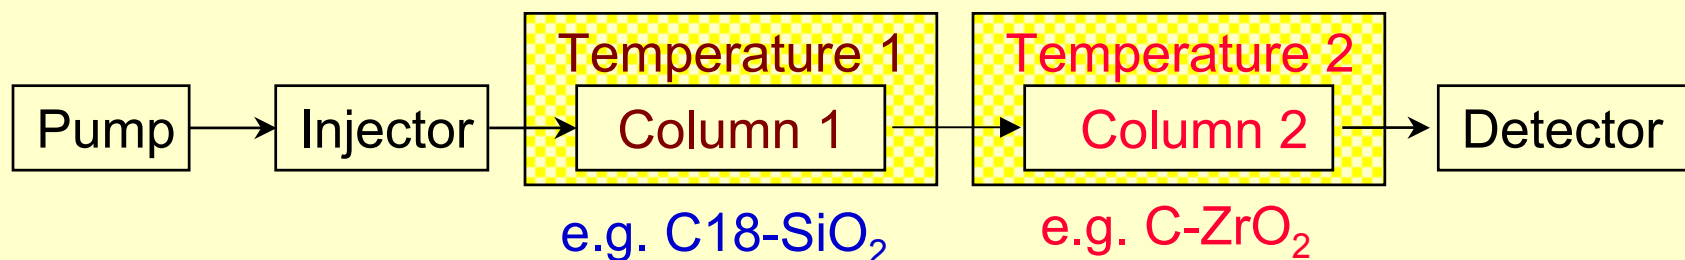 Temperature 1
Temperature 2
Pump
Injector
Column 1
Column 2
Detector
e.g. C18-SiO₂
e.g. C-ZrO₂